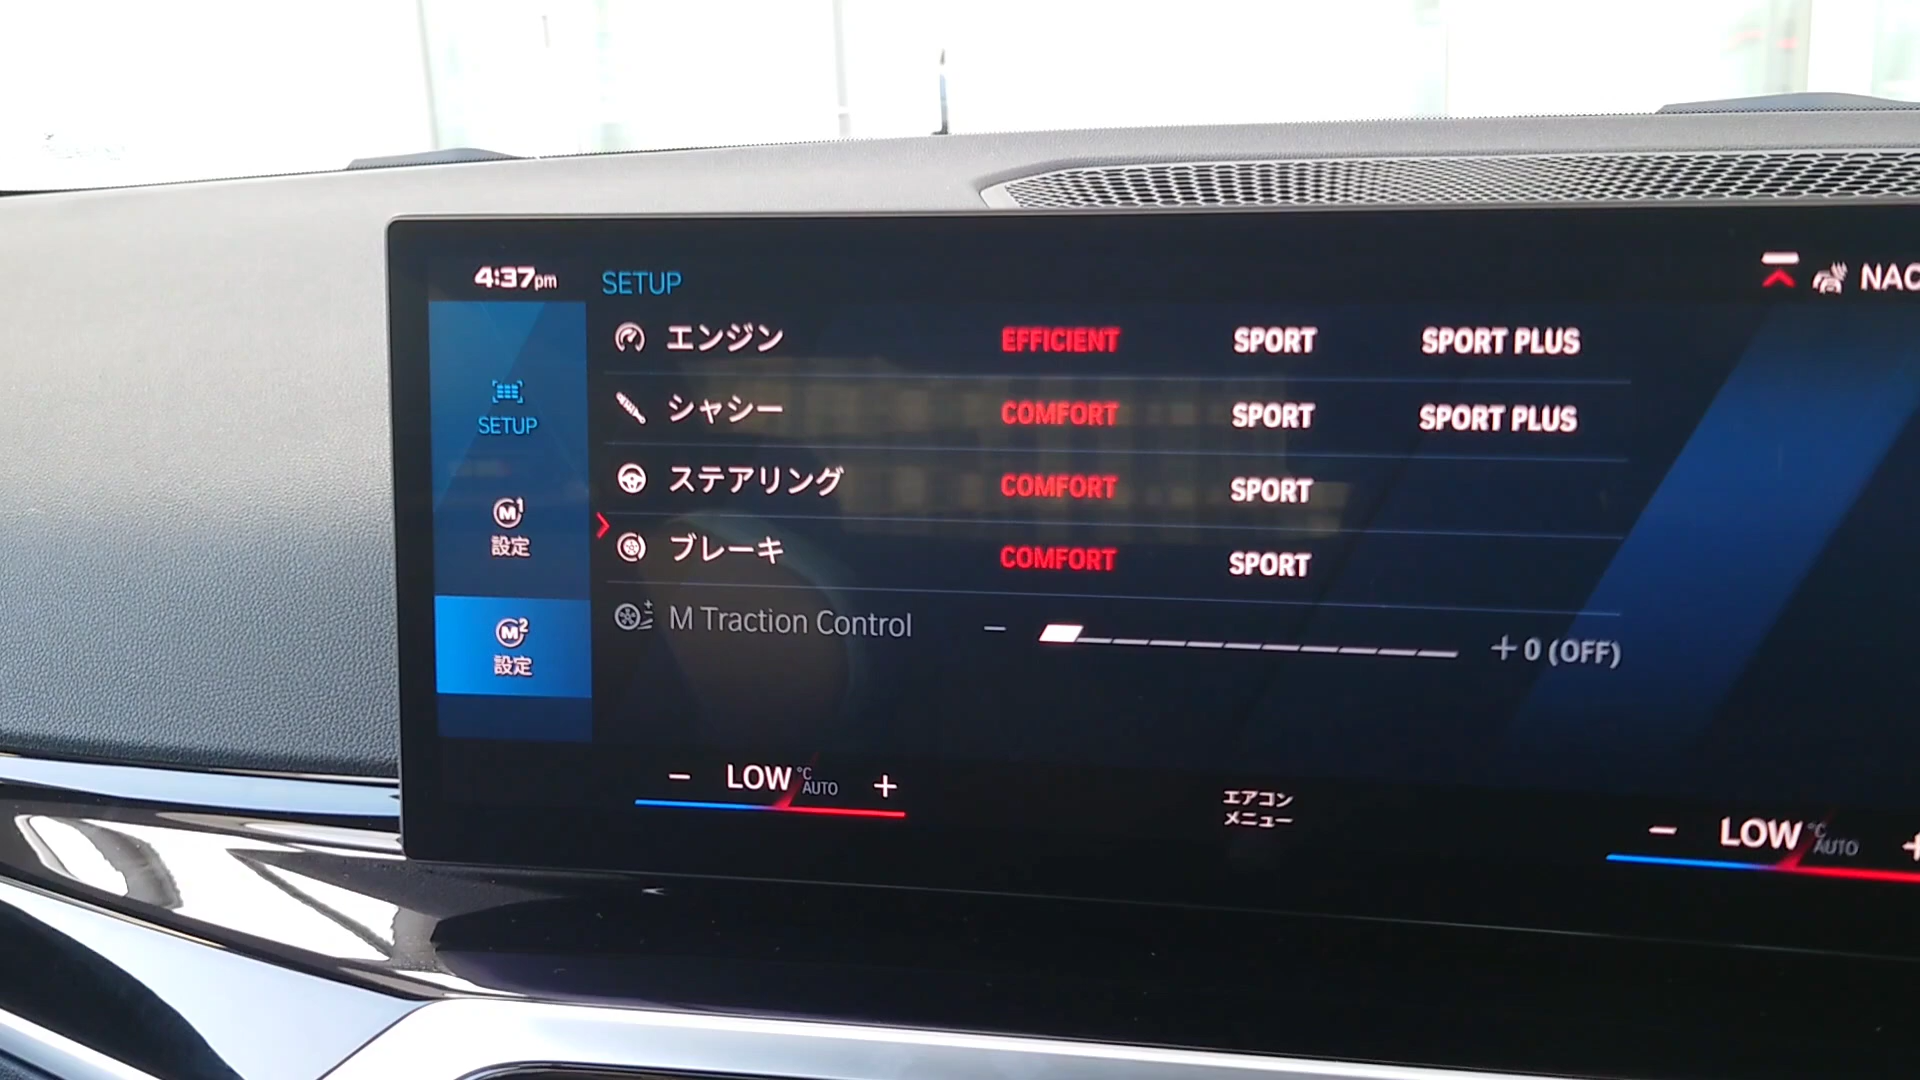 4:37pm
SETUP
NAC
SETUP
M1
設定
M2
設定
エンジン EFFICIENT SPORT SPORT PLUS
シャシー COMFORT SPORT SPORT PLUS
ステアリング COMFORT SPORT
ブレーキ COMFORT SPORT
M Traction Control − + 0 (OFF)
− LOW °C AUTO +
エアコン
メニュー
− LOW °C AUTO +